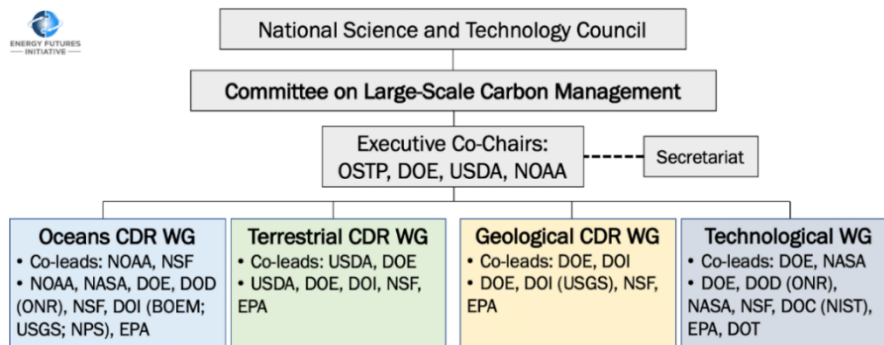 ENERGY FUTURES
INITIATIVE
National Science and Technology Council
Committee on Large-Scale Carbon Management
Executive Co-Chairs:
OSTP, DOE, USDA, NOAA
Secretariat
Oceans CDR WG
• Co-leads: NOAA, NSF
• NOAA, NASA, DOE, DOD
(ONR), NSF, DOI (BOEM;
USGS; NPS), EPA
Terrestrial CDR WG
• Co-leads: USDA, DOE
• USDA, DOE, DOI, NSF,
EPA
Geological CDR WG
• Co-leads: DOE, DOI
• DOE, DOI (USGS), NSF,
EPA
Technological WG
• Co-leads: DOE, NASA
• DOE, DOD (ONR),
NASA, NSF, DOC (NIST),
EPA, DOT